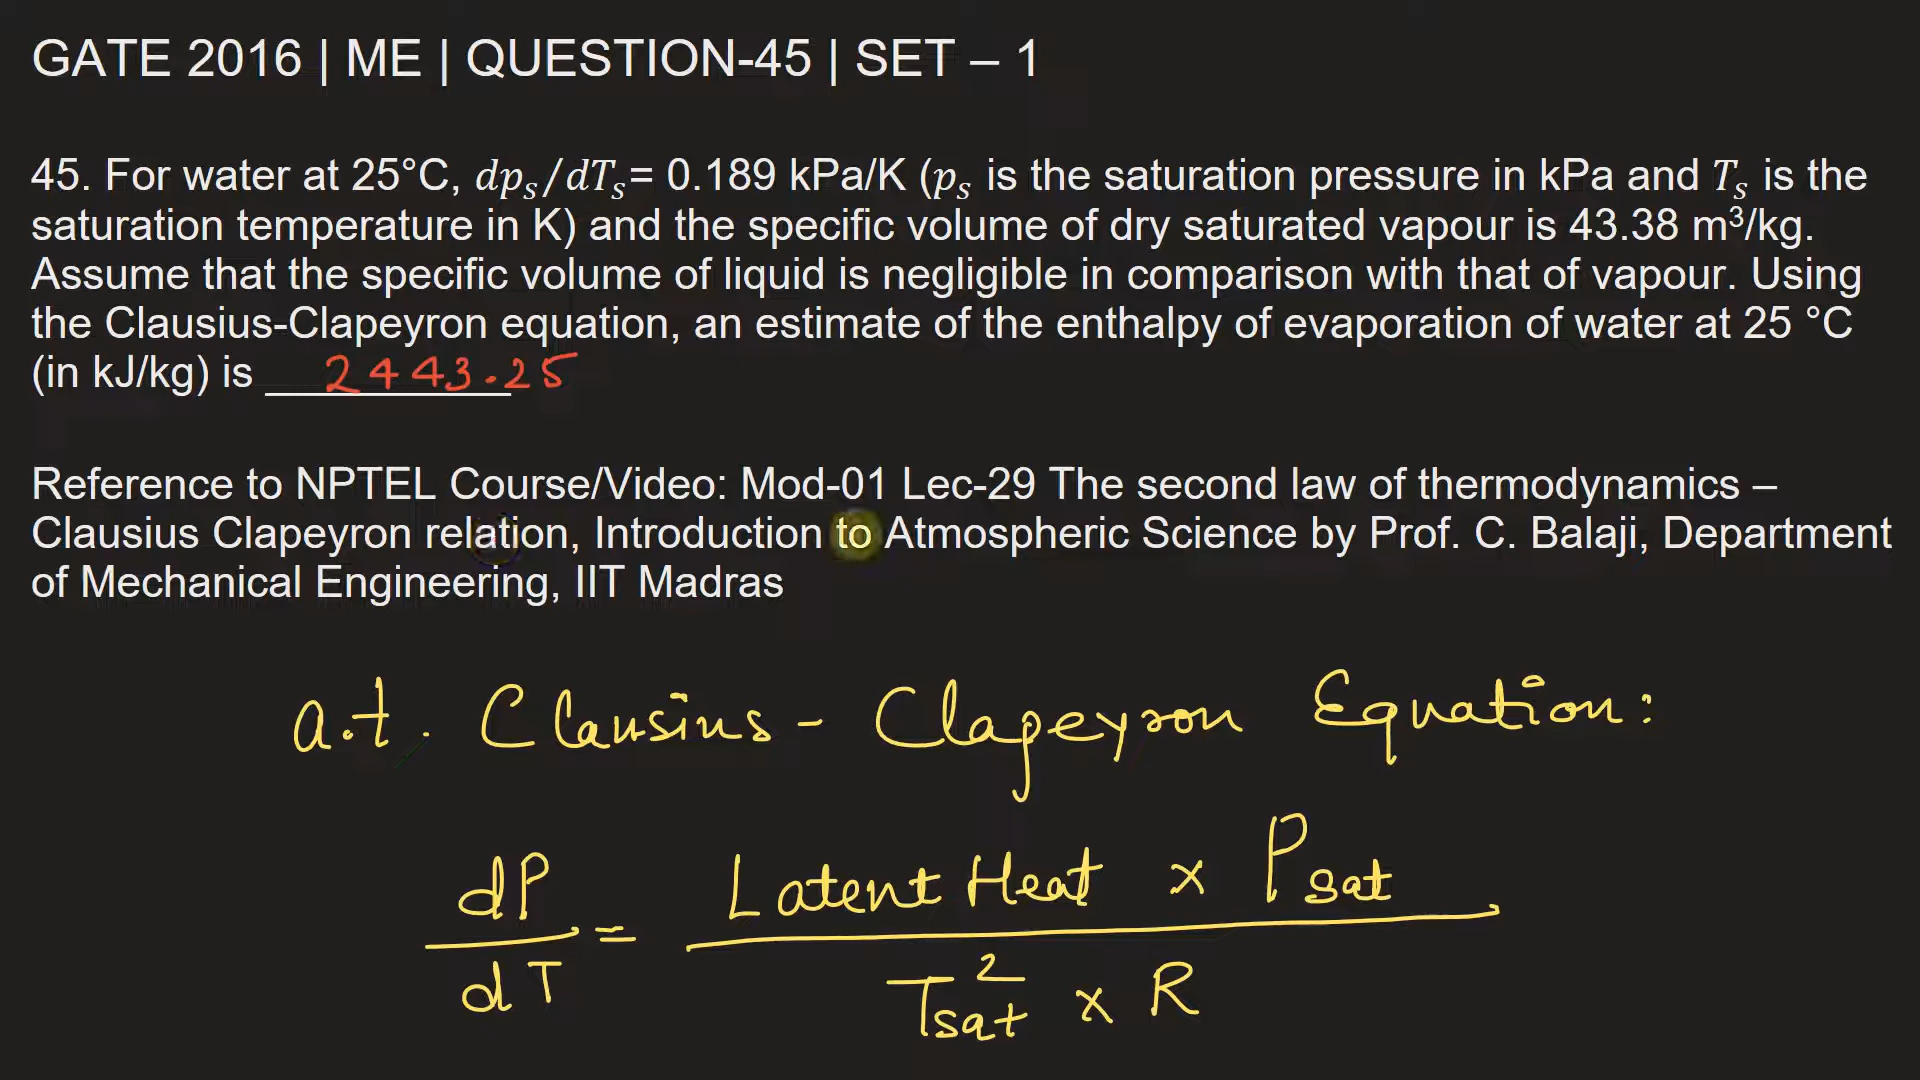 GATE 2016 | ME | QUESTION-45 | SET – 1
45. For water at 25°C, dpₛ/dTₛ= 0.189 kPa/K (pₛ is the saturation pressure in kPa and Tₛ is the
saturation temperature in K) and the specific volume of dry saturated vapour is 43.38 m³/kg.
Assume that the specific volume of liquid is negligible in comparison with that of vapour. Using
the Clausius-Clapeyron equation, an estimate of the enthalpy of evaporation of water at 25 °C
(in kJ/kg) is 2443.25
Reference to NPTEL Course/Video: Mod-01 Lec-29 The second law of thermodynamics –
Clausius Clapeyron relation, Introduction to Atmospheric Science by Prof. C. Balaji, Department
of Mechanical Engineering, IIT Madras
a.t. Clausius - Clapeyron Equation:
dP/dT = Latent Heat × Psat / Tsat² × R